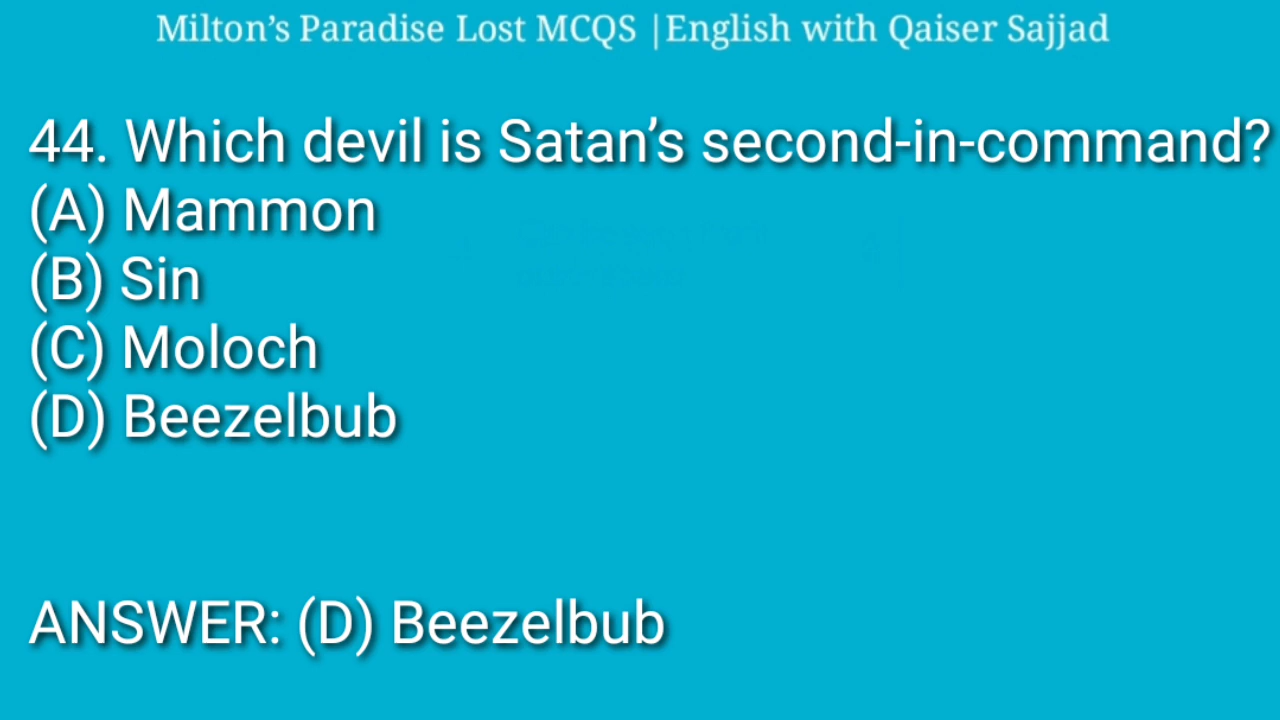 Milton’s Paradise Lost MCQS |English with Qaiser Sajjad
44. Which devil is Satan’s second-in-command?
(A) Mammon
(B) Sin
(C) Moloch
(D) Beezelbub
ANSWER: (D) Beezelbub